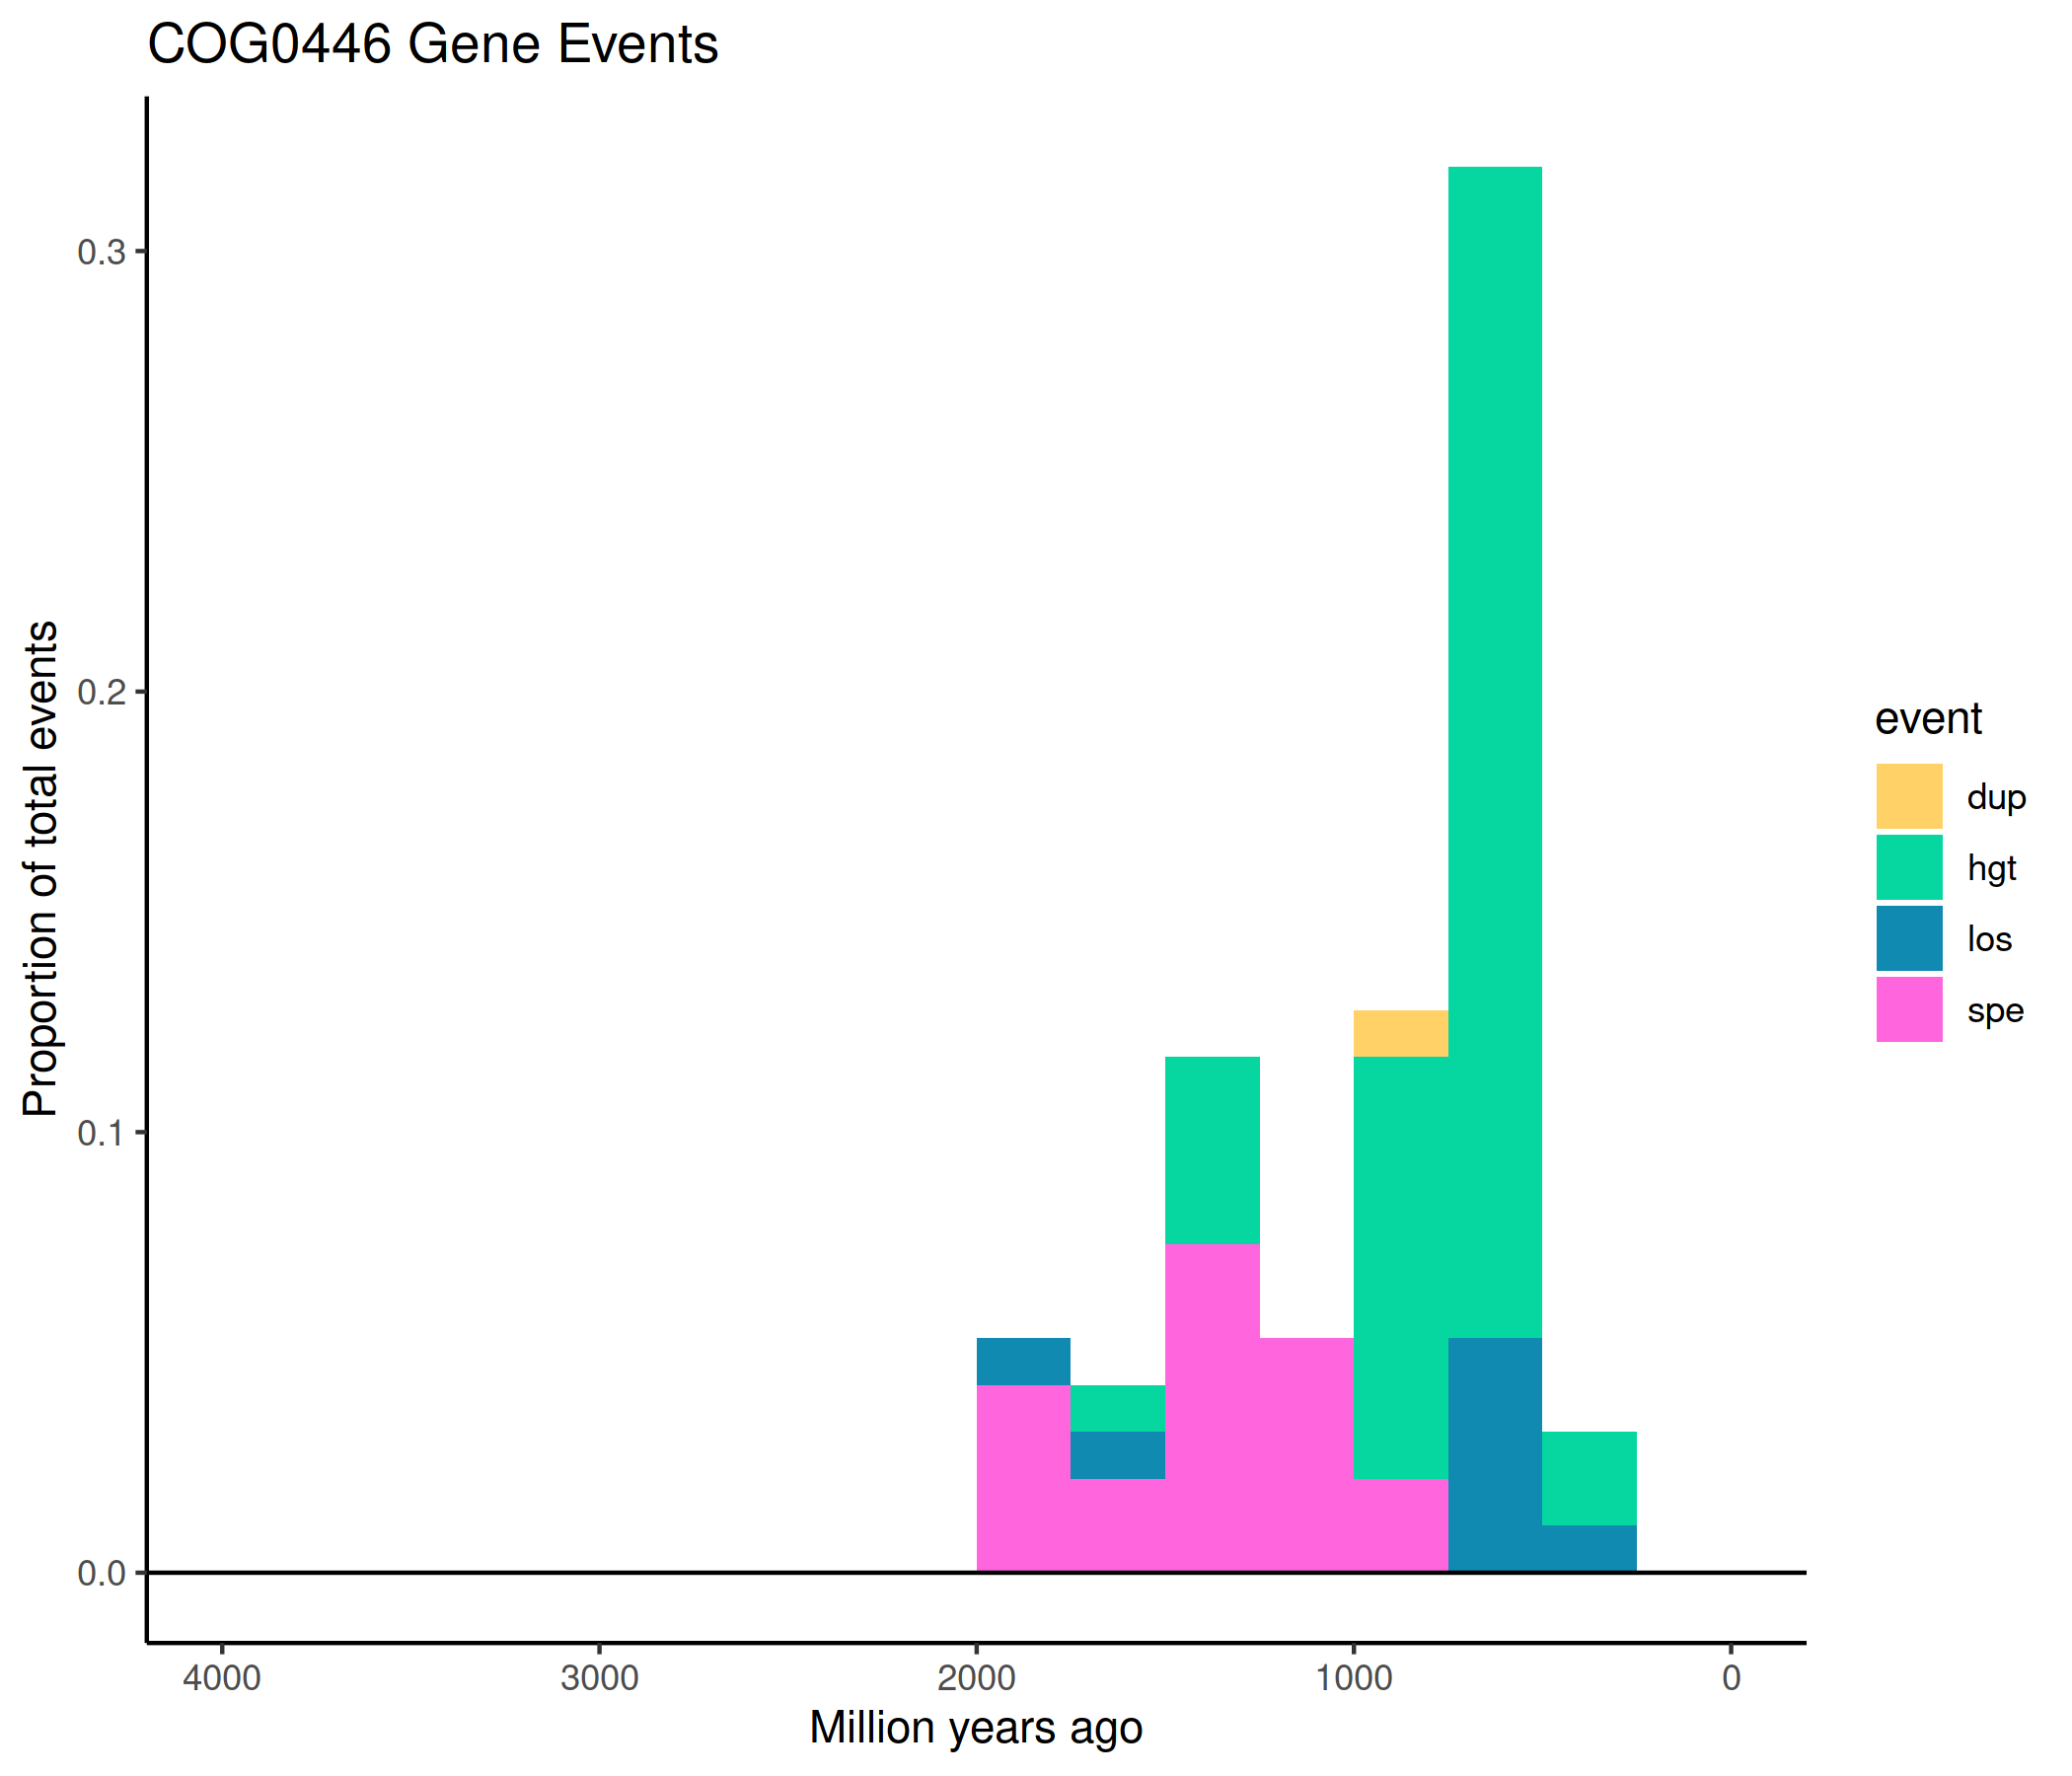 COG0446 Gene Events
Proportion of total events
0.3
0.2
0.1
0.0
4000 3000 2000 1000 0
Million years ago
event
dup
hgt
los
spe